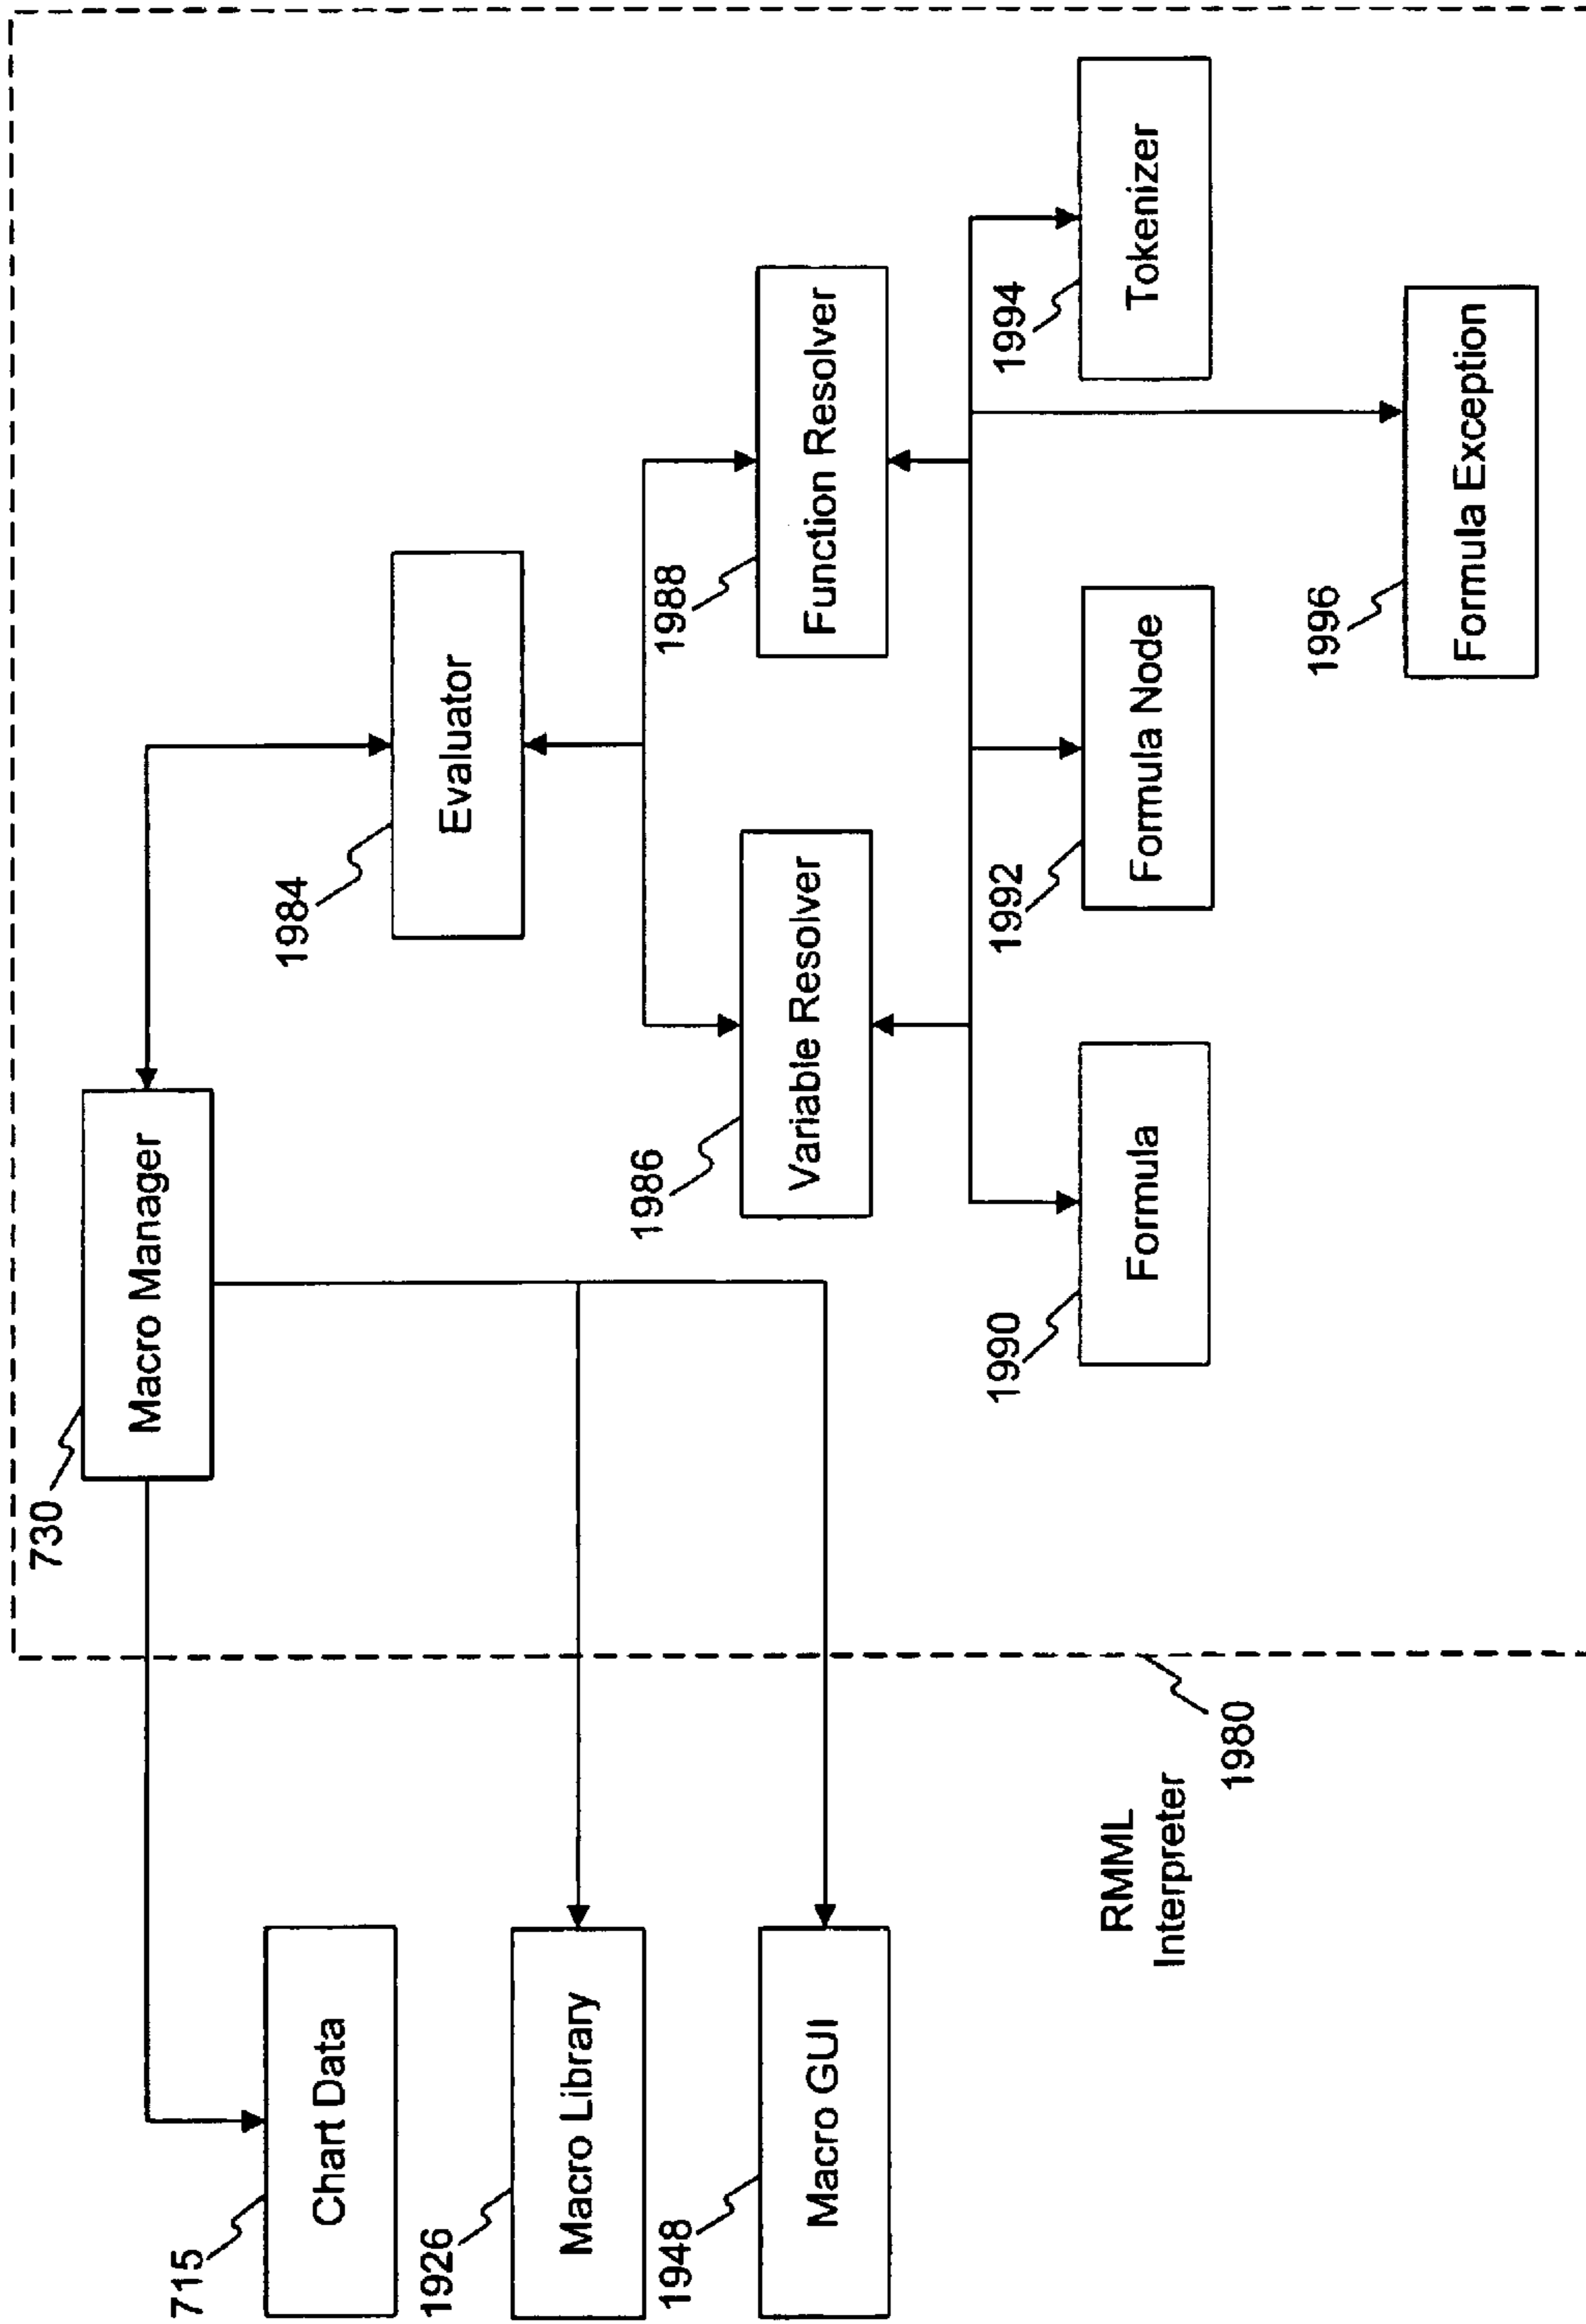 730
Macro Manager
715
Chart Data
1984
Evaluator
1926
Macro Library
1986
Variable Resolver
1988
Function Resolver
1948
Macro GUI
1990
Formula
1992
Formula Node
1994
Tokenizer
RMML
Interpreter
1980
1996
Formula Exception